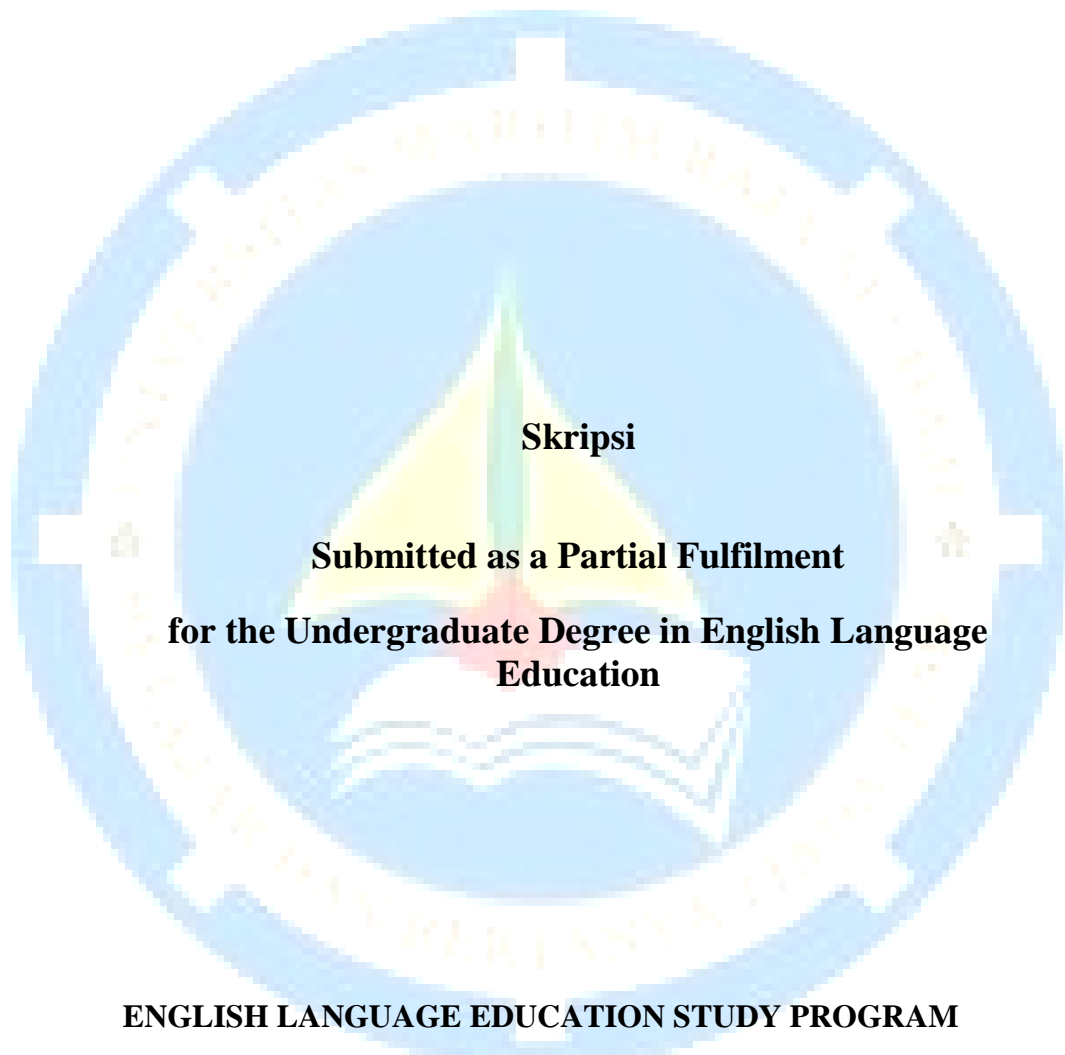 Skripsi
Submitted as a Partial Fulfilment
for the Undergraduate Degree in English Language
Education
ENGLISH LANGUAGE EDUCATION STUDY PROGRAM